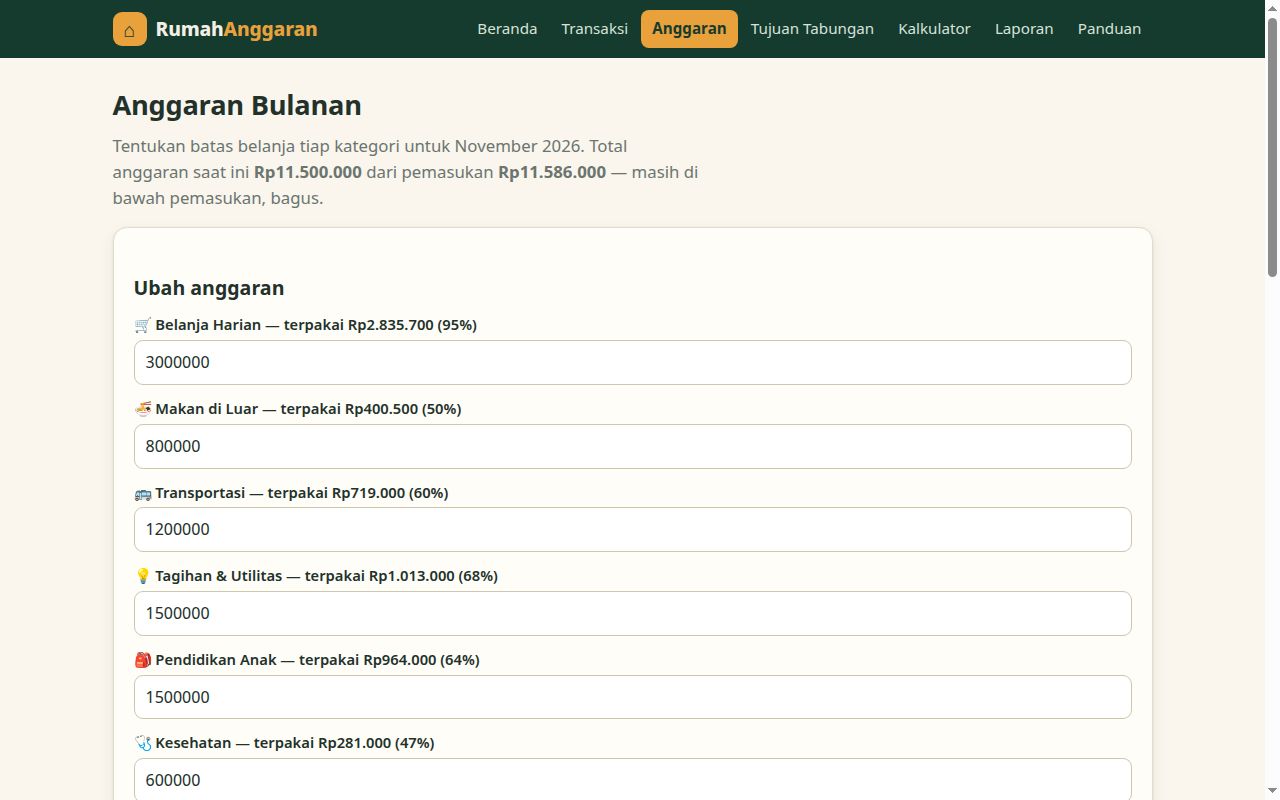 RumahAnggaran
Beranda
Transaksi
Anggaran
Tujuan Tabungan
Kalkulator
Laporan
Panduan
Anggaran Bulanan
Tentukan batas belanja tiap kategori untuk November 2026. Total
anggaran saat ini Rp11.500.000 dari pemasukan Rp11.586.000 — masih di
bawah pemasukan, bagus.
Ubah anggaran
🛒 Belanja Harian — terpakai Rp2.835.700 (95%)
3000000
🍜 Makan di Luar — terpakai Rp400.500 (50%)
800000
🚌 Transportasi — terpakai Rp719.000 (60%)
1200000
💡 Tagihan & Utilitas — terpakai Rp1.013.000 (68%)
1500000
🎒 Pendidikan Anak — terpakai Rp964.000 (64%)
1500000
🩺 Kesehatan — terpakai Rp281.000 (47%)
600000